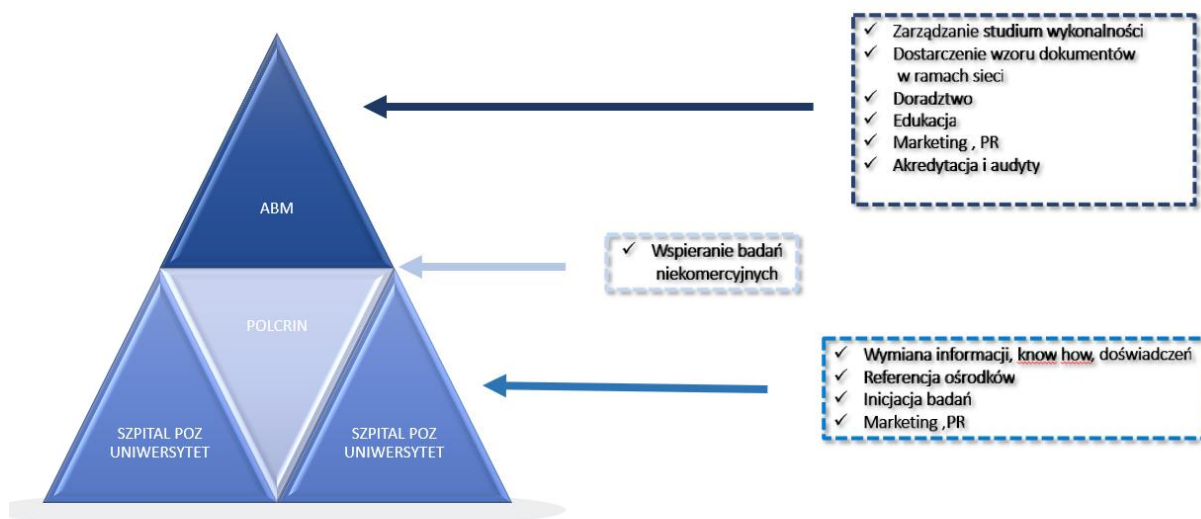 ✓ Zarządzanie studium wykonalności
✓ Dostarczenie wzoru dokumentów
w ramach sieci
✓ Doradztwo
✓ Edukacja
✓ Marketing , PR
✓ Akredytacja i audyty
ABM
✓ Wspieranie badań
niekomercyjnych
POLCRIN
✓ Wymiana informacji, know how, doświadczeń
✓ Referencja ośrodków
✓ Inicjacja badań
✓ Marketing ,PR
SZPITAL POZ
UNIWERSYTET
SZPITAL POZ
UNIWERSYTET